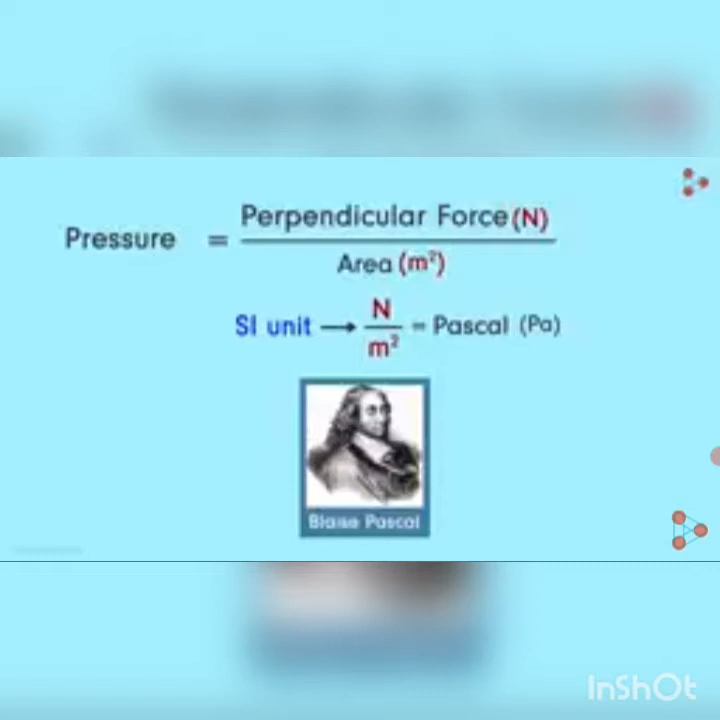 Pressure = Perpendicular Force (N)
Area (m²)
SI unit → N/m² = Pascal (Pa)
Blaise Pascal
InShOt